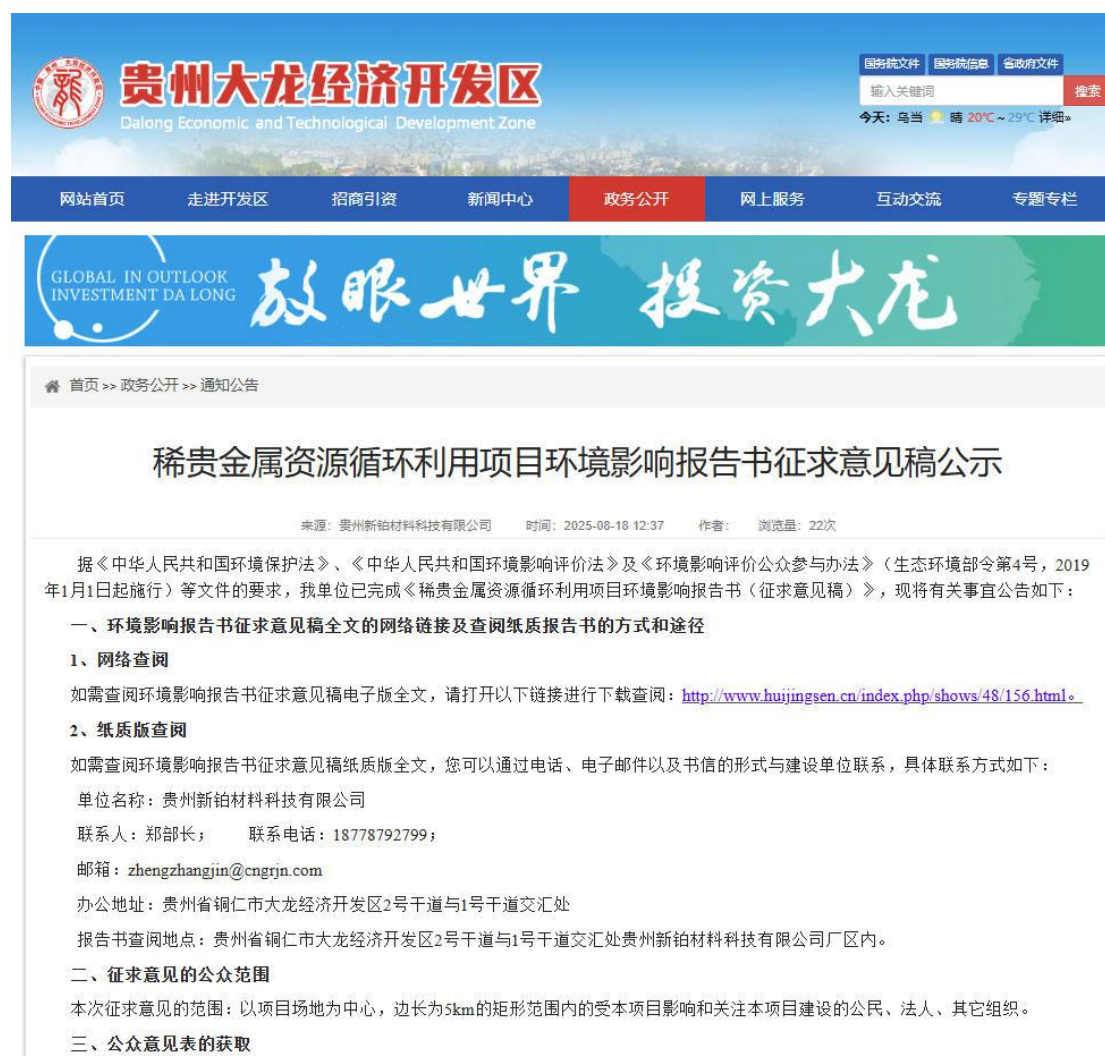 国务院文件 国务院信息 省政府文件
贵州大龙经济开发区
Dalong Economic and Technological Development Zone
输入关键词 搜索
今天：乌当 晴 20℃～29℃ 详细»
网站首页 走进开发区 招商引资 新闻中心 政务公开 网上服务 互动交流 专题专栏
GLOBAL IN OUTLOOK
INVESTMENT DA LONG
放眼世界 投资大龙
首页 >> 政务公开 >> 通知公告
稀贵金属资源循环利用项目环境影响报告书征求意见稿公示
来源：贵州新铂材料科技有限公司 时间：2025-08-18 12:37 作者： 浏览量：22次
据《中华人民共和国环境保护法》、《中华人民共和国环境影响评价法》及《环境影响评价公众参与办法》（生态环境部令第4号，2019
年1月1日起施行）等文件的要求，我单位已完成《稀贵金属资源循环利用项目环境影响报告书（征求意见稿）》，现将有关事宜公告如下：
一、环境影响报告书征求意见稿全文的网络链接及查阅纸质报告书的方式和途径
1、网络查阅
如需查阅环境影响报告书征求意见稿电子版全文，请打开以下链接进行下载查阅：http://www.huijingsen.cn/index.php/shows/48/156.html。
2、纸质版查阅
如需查阅环境影响报告书征求意见稿纸质版全文，您可以通过电话、电子邮件以及书信的形式与建设单位联系，具体联系方式如下：
单位名称：贵州新铂材料科技有限公司
联系人：郑部长； 联系电话：18778792799；
邮箱：zhengzhangjin@cngrjn.com
办公地址：贵州省铜仁市大龙经济开发区2号干道与1号干道交汇处
报告书查阅地点：贵州省铜仁市大龙经济开发区2号干道与1号干道交汇处贵州新铂材料科技有限公司厂区内。
二、征求意见的公众范围
本次征求意见的范围：以项目场地为中心，边长为5km的矩形范围内的受本项目影响和关注本项目建设的公民、法人、其它组织。
三、公众意见表的获取